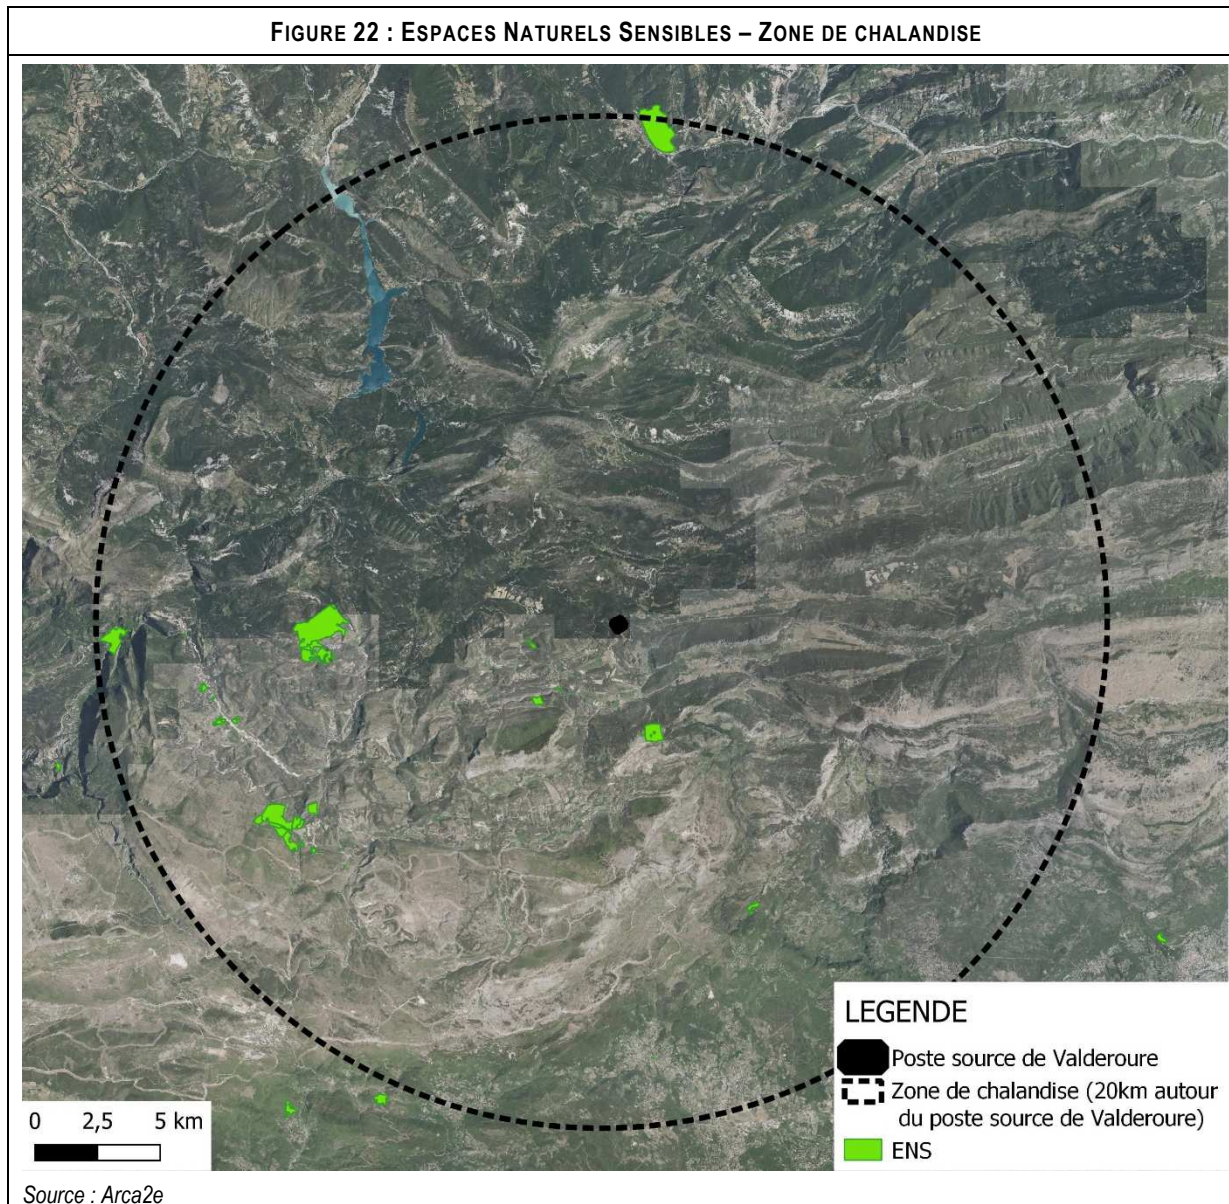 FIGURE 22 : ESPACES NATURELS SENSIBLES – ZONE DE CHALANDISE
LEGENDE
Poste source de Valderoure
Zone de chalandise (20km autour
du poste source de Valderoure)
ENS
0 2,5 5 km
Source : Arca2e